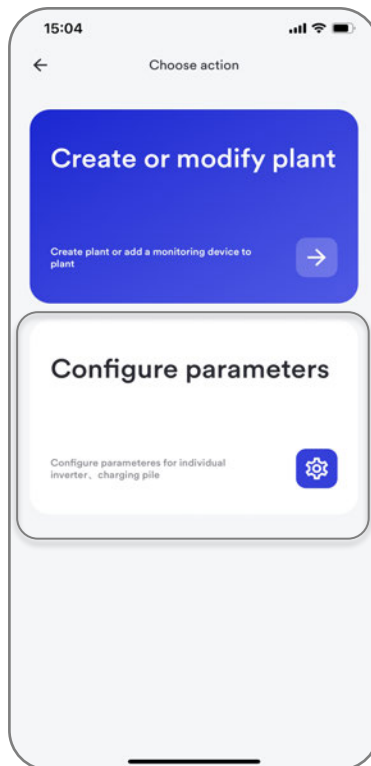 15:04
Choose action
Create or modify plant
Create plant or add a monitoring device to
plant
Configure parameters
Configure parameteres for individual
inverter、charging pile